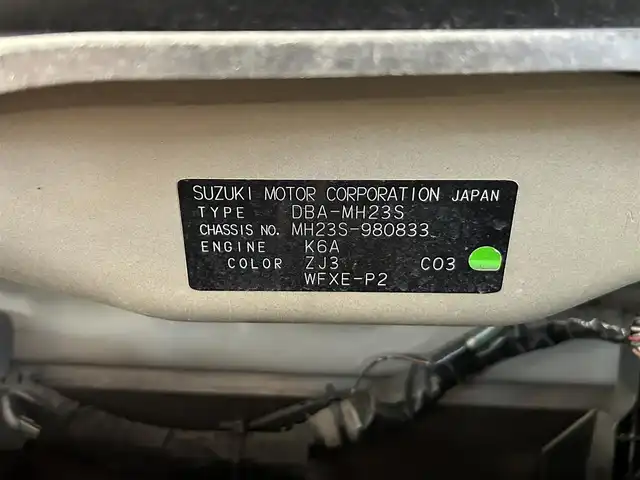 SUZUKI MOTOR CORPORATION JAPAN
TYPE DBA-MH23S
CHASSIS NO. MH23S-980833
ENGINE K6A
COLOR ZJ3 C03
WFXE-P2